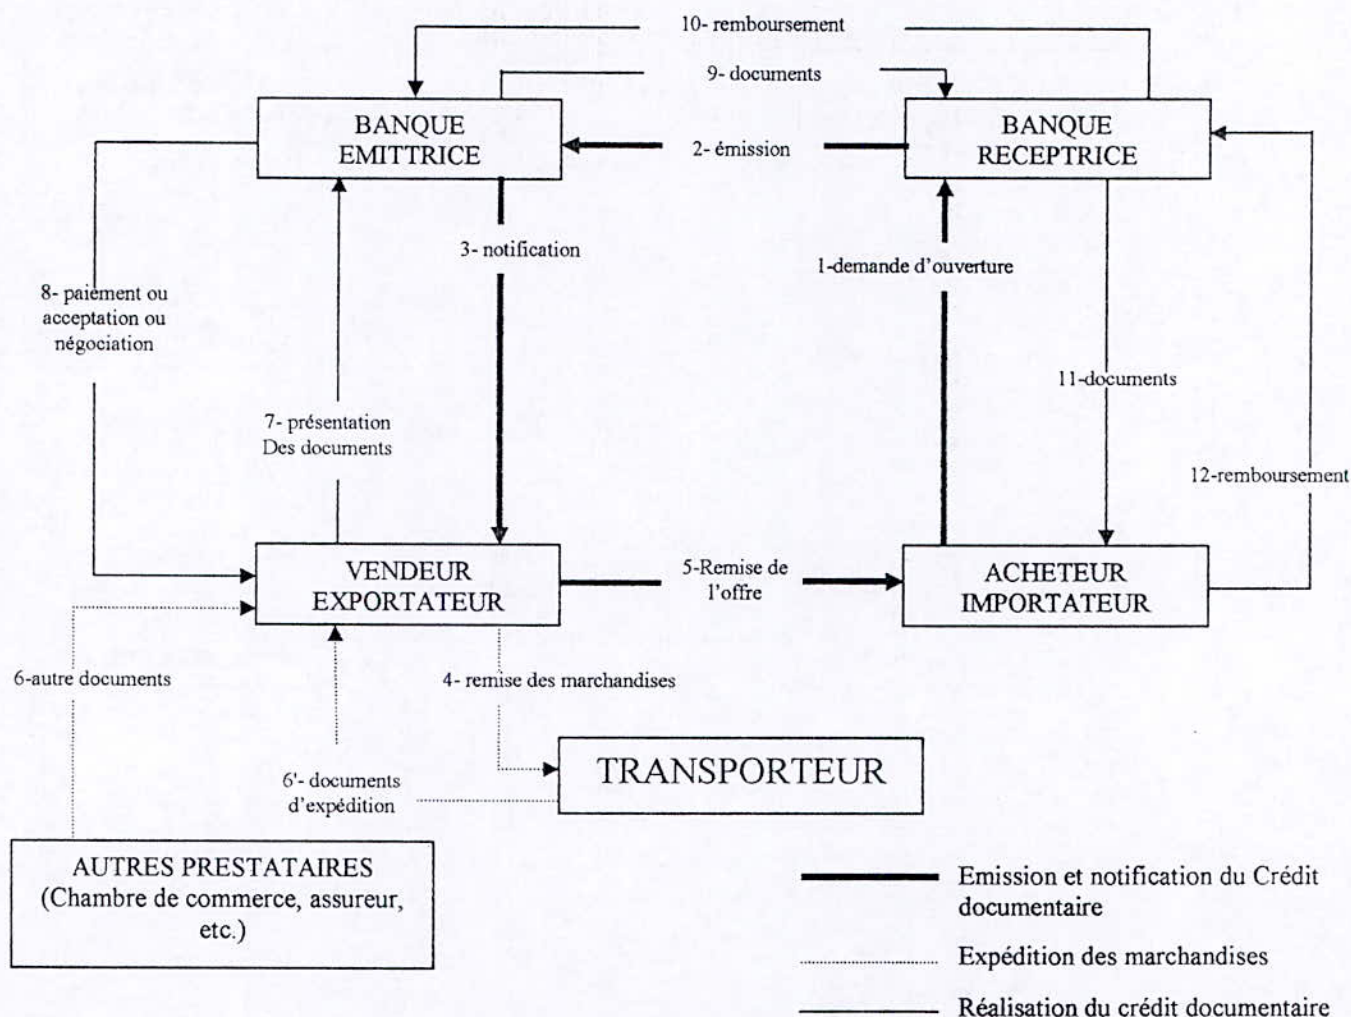 10- remboursement
9- documents
BANQUE
EMITTRICE
BANQUE
RECEPTRICE
2- émission
3- notification
1-demande d'ouverture
8- paiement ou
acceptation ou
négociation
11-documents
7- présentation
Des documents
12-remboursement
VENDEUR
EXPORTATEUR
5-Remise de
l'offre
ACHETEUR
IMPORTATEUR
6-autre documents
4- remise des marchandises
TRANSPORTEUR
6'- documents
d'expédition
AUTRES PRESTATAIRES
(Chambre de commerce, assureur,
etc.)
Emission et notification du Crédit
documentaire
Expédition des marchandises
Réalisation du crédit documentaire